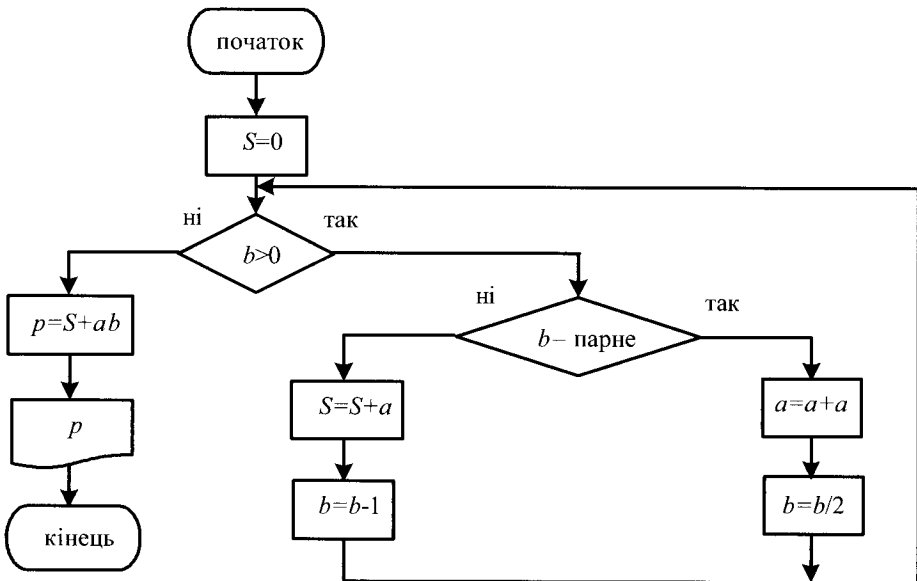 початок
S=0
ні
так
b>0
p=S+ab
p
кінець
ні
так
b– парне
S=S+a
b=b-1
a=a+a
b=b/2